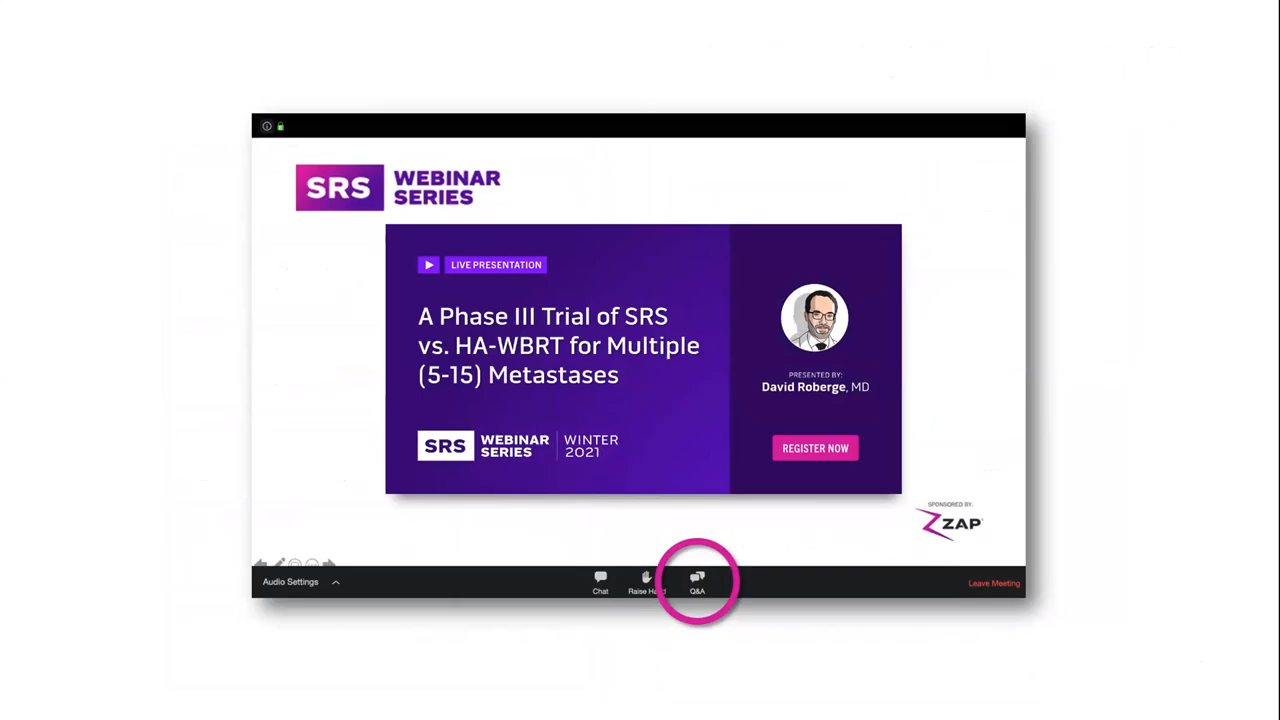 SRS
WEBINAR
SERIES
LIVE PRESENTATION
A Phase III Trial of SRS
vs. HA-WBRT for Multiple
(5-15) Metastases
PRESENTED BY:
David Roberge, MD
SRS
WEBINAR
SERIES
WINTER
2021
REGISTER NOW
SPONSORED BY:
ZAP
Audio Settings
Chat
Raise Hand
Q&A
Leave Meeting